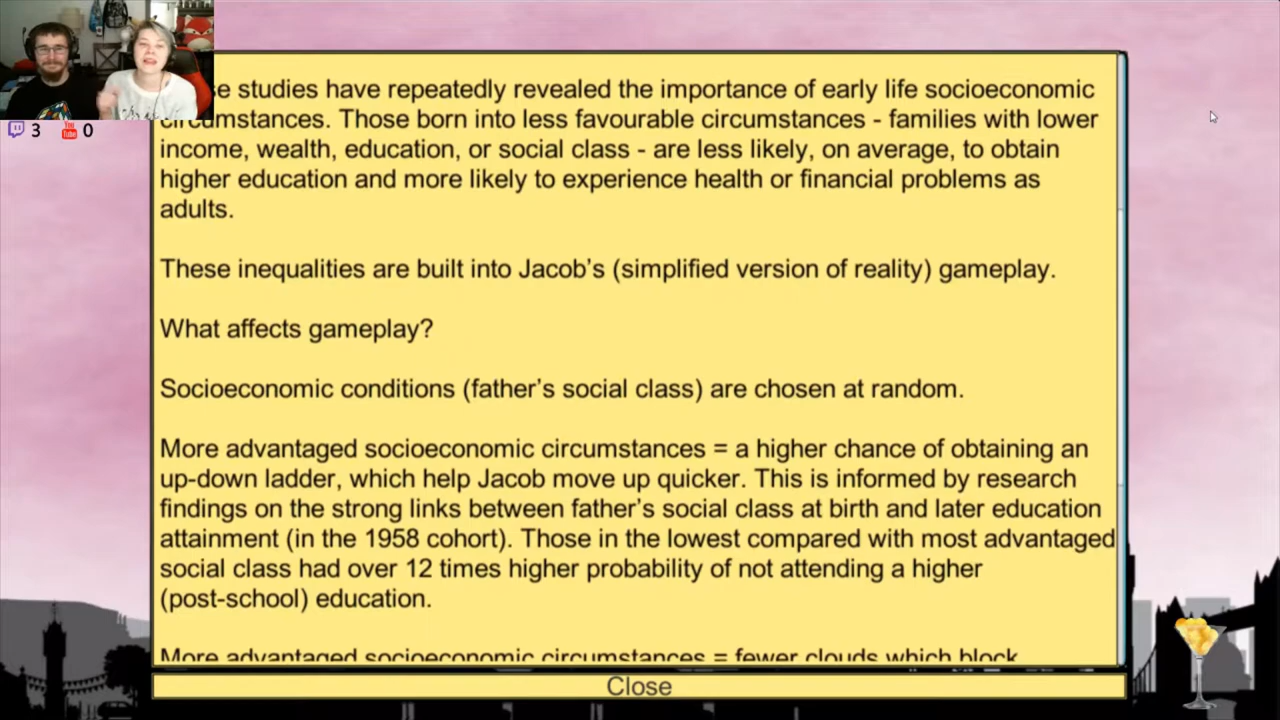 studies have repeatedly revealed the importance of early life socioeconomic
circumstances. Those born into less favourable circumstances - families with lower
income, wealth, education, or social class - are less likely, on average, to obtain
higher education and more likely to experience health or financial problems as
adults.
These inequalities are built into Jacob's (simplified version of reality) gameplay.
What affects gameplay?
Socioeconomic conditions (father's social class) are chosen at random.
More advantaged socioeconomic circumstances = a higher chance of obtaining an
up-down ladder, which help Jacob move up quicker. This is informed by research
findings on the strong links between father's social class at birth and later education
attainment (in the 1958 cohort). Those in the lowest compared with most advantaged
social class had over 12 times higher probability of not attending a higher
(post-school) education.
More advantaged socioeconomic circumstances = fewer clouds which block
Close
3
You Tube 0